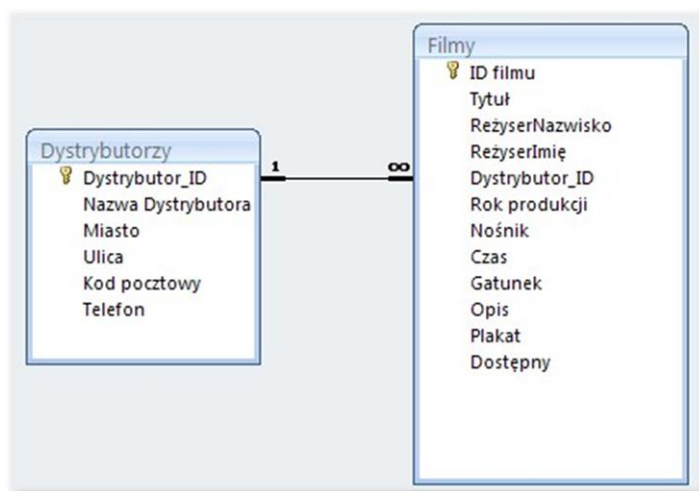 Dystrybutorzy
Dystrybutor_ID
Nazwa Dystrybutora
Miasto
Ulica
Kod pocztowy
Telefon
1
∞
Filmy
ID filmu
Tytuł
ReżyserNazwisko
ReżyserImię
Dystrybutor_ID
Rok produkcji
Nośnik
Czas
Gatunek
Opis
Plakat
Dostępny